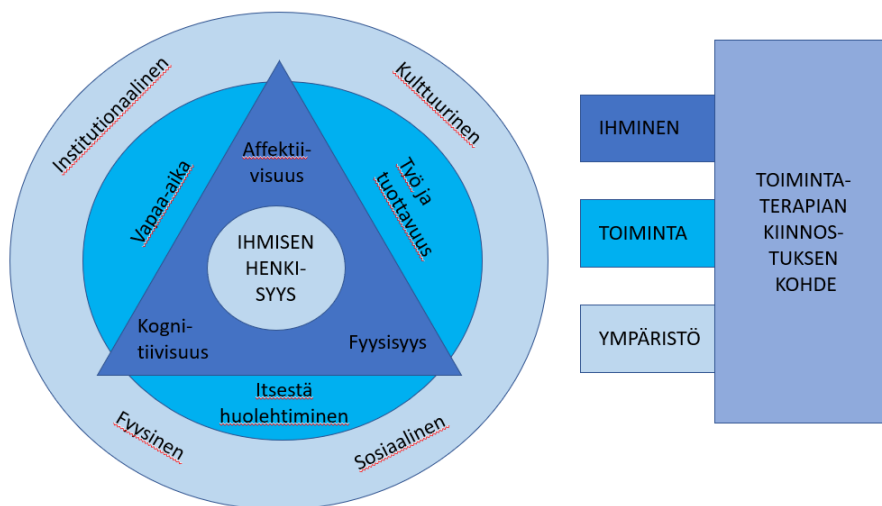 Institutionaalinen
Kulttuurinen
Affektii-
visuus
Vapaa-aika
Työ ja
tuottavuus
IHMISEN
HENKI-
SYYS
Kogni-
tiivisuus
Fyysisyys
Itsestä
huolehtiminen
Fyysinen
Sosiaalinen
IHMINEN
TOIMINTA
YMPÄRISTÖ
TOIMINTA-
TERAPIAN
KIINNOS-
TUKSEN
KOHDE